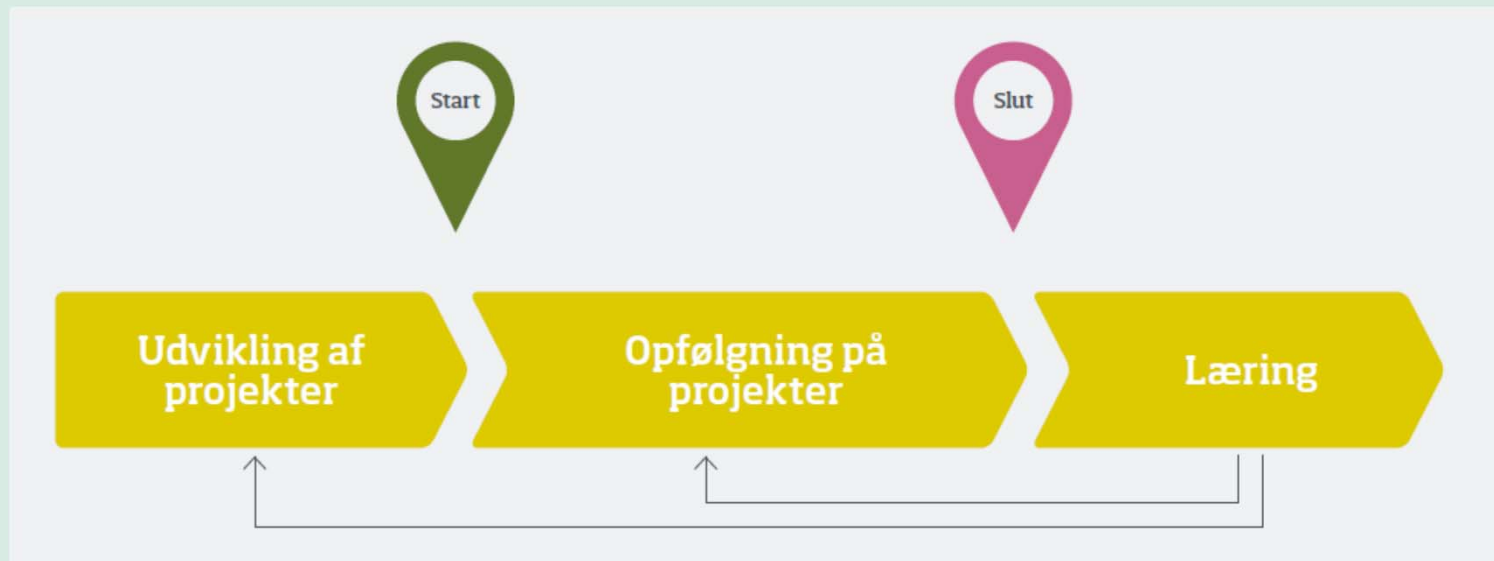 Start
Slut
Udvikling af
projekter
Opfølgning på
projekter
Læring